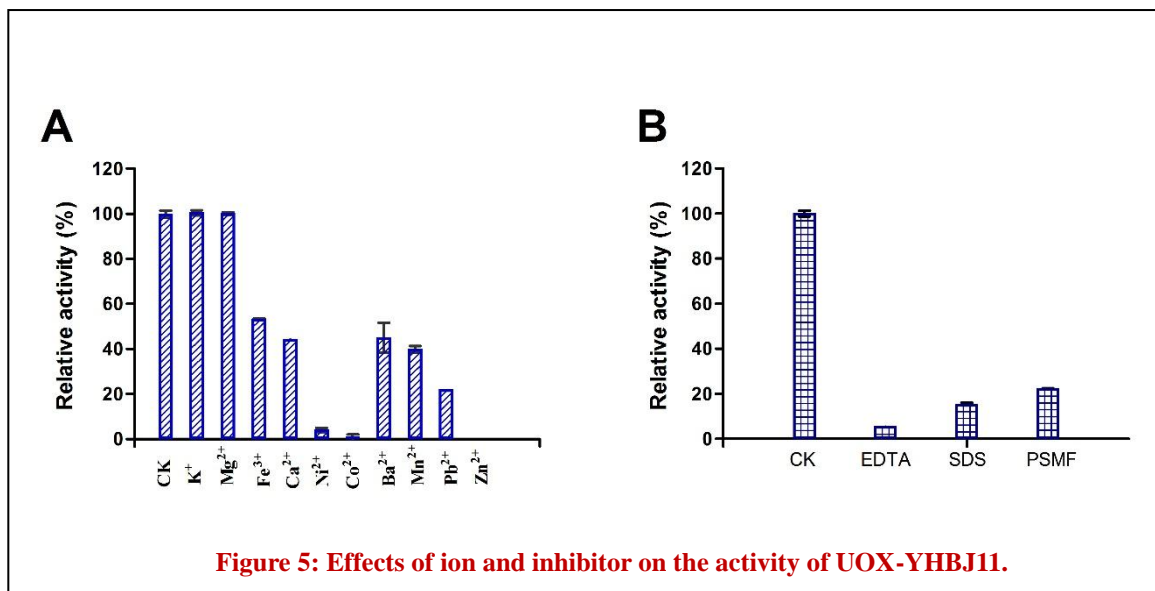 A
Relative activity (%)
120
100
80
60
40
20
0
CK K⁺ Mg²⁺ Fe³⁺ Ca²⁺ Ni²⁺ Co²⁺ Ba²⁺ Mn²⁺ Pb²⁺ Zn²⁺
B
Relative activity (%)
120
100
80
60
40
20
0
CK EDTA SDS PSMF
Figure 5: Effects of ion and inhibitor on the activity of UOX-YHBJ11.